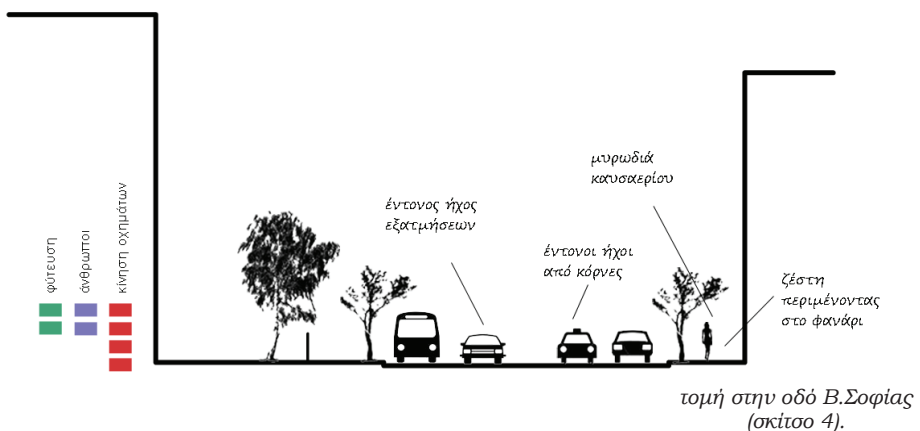 φύτευση
άνθρωποι
κίνηση οχημάτων
έντονος ήχος
εξατμήσεων
έντονοι ήχοι
από κόρνες
μυρωδιά
καυσαερίου
ζέστη
περιμένοντας
στο φανάρι
τομή στην οδό Β.Σοφίας
(σκίτσο 4).